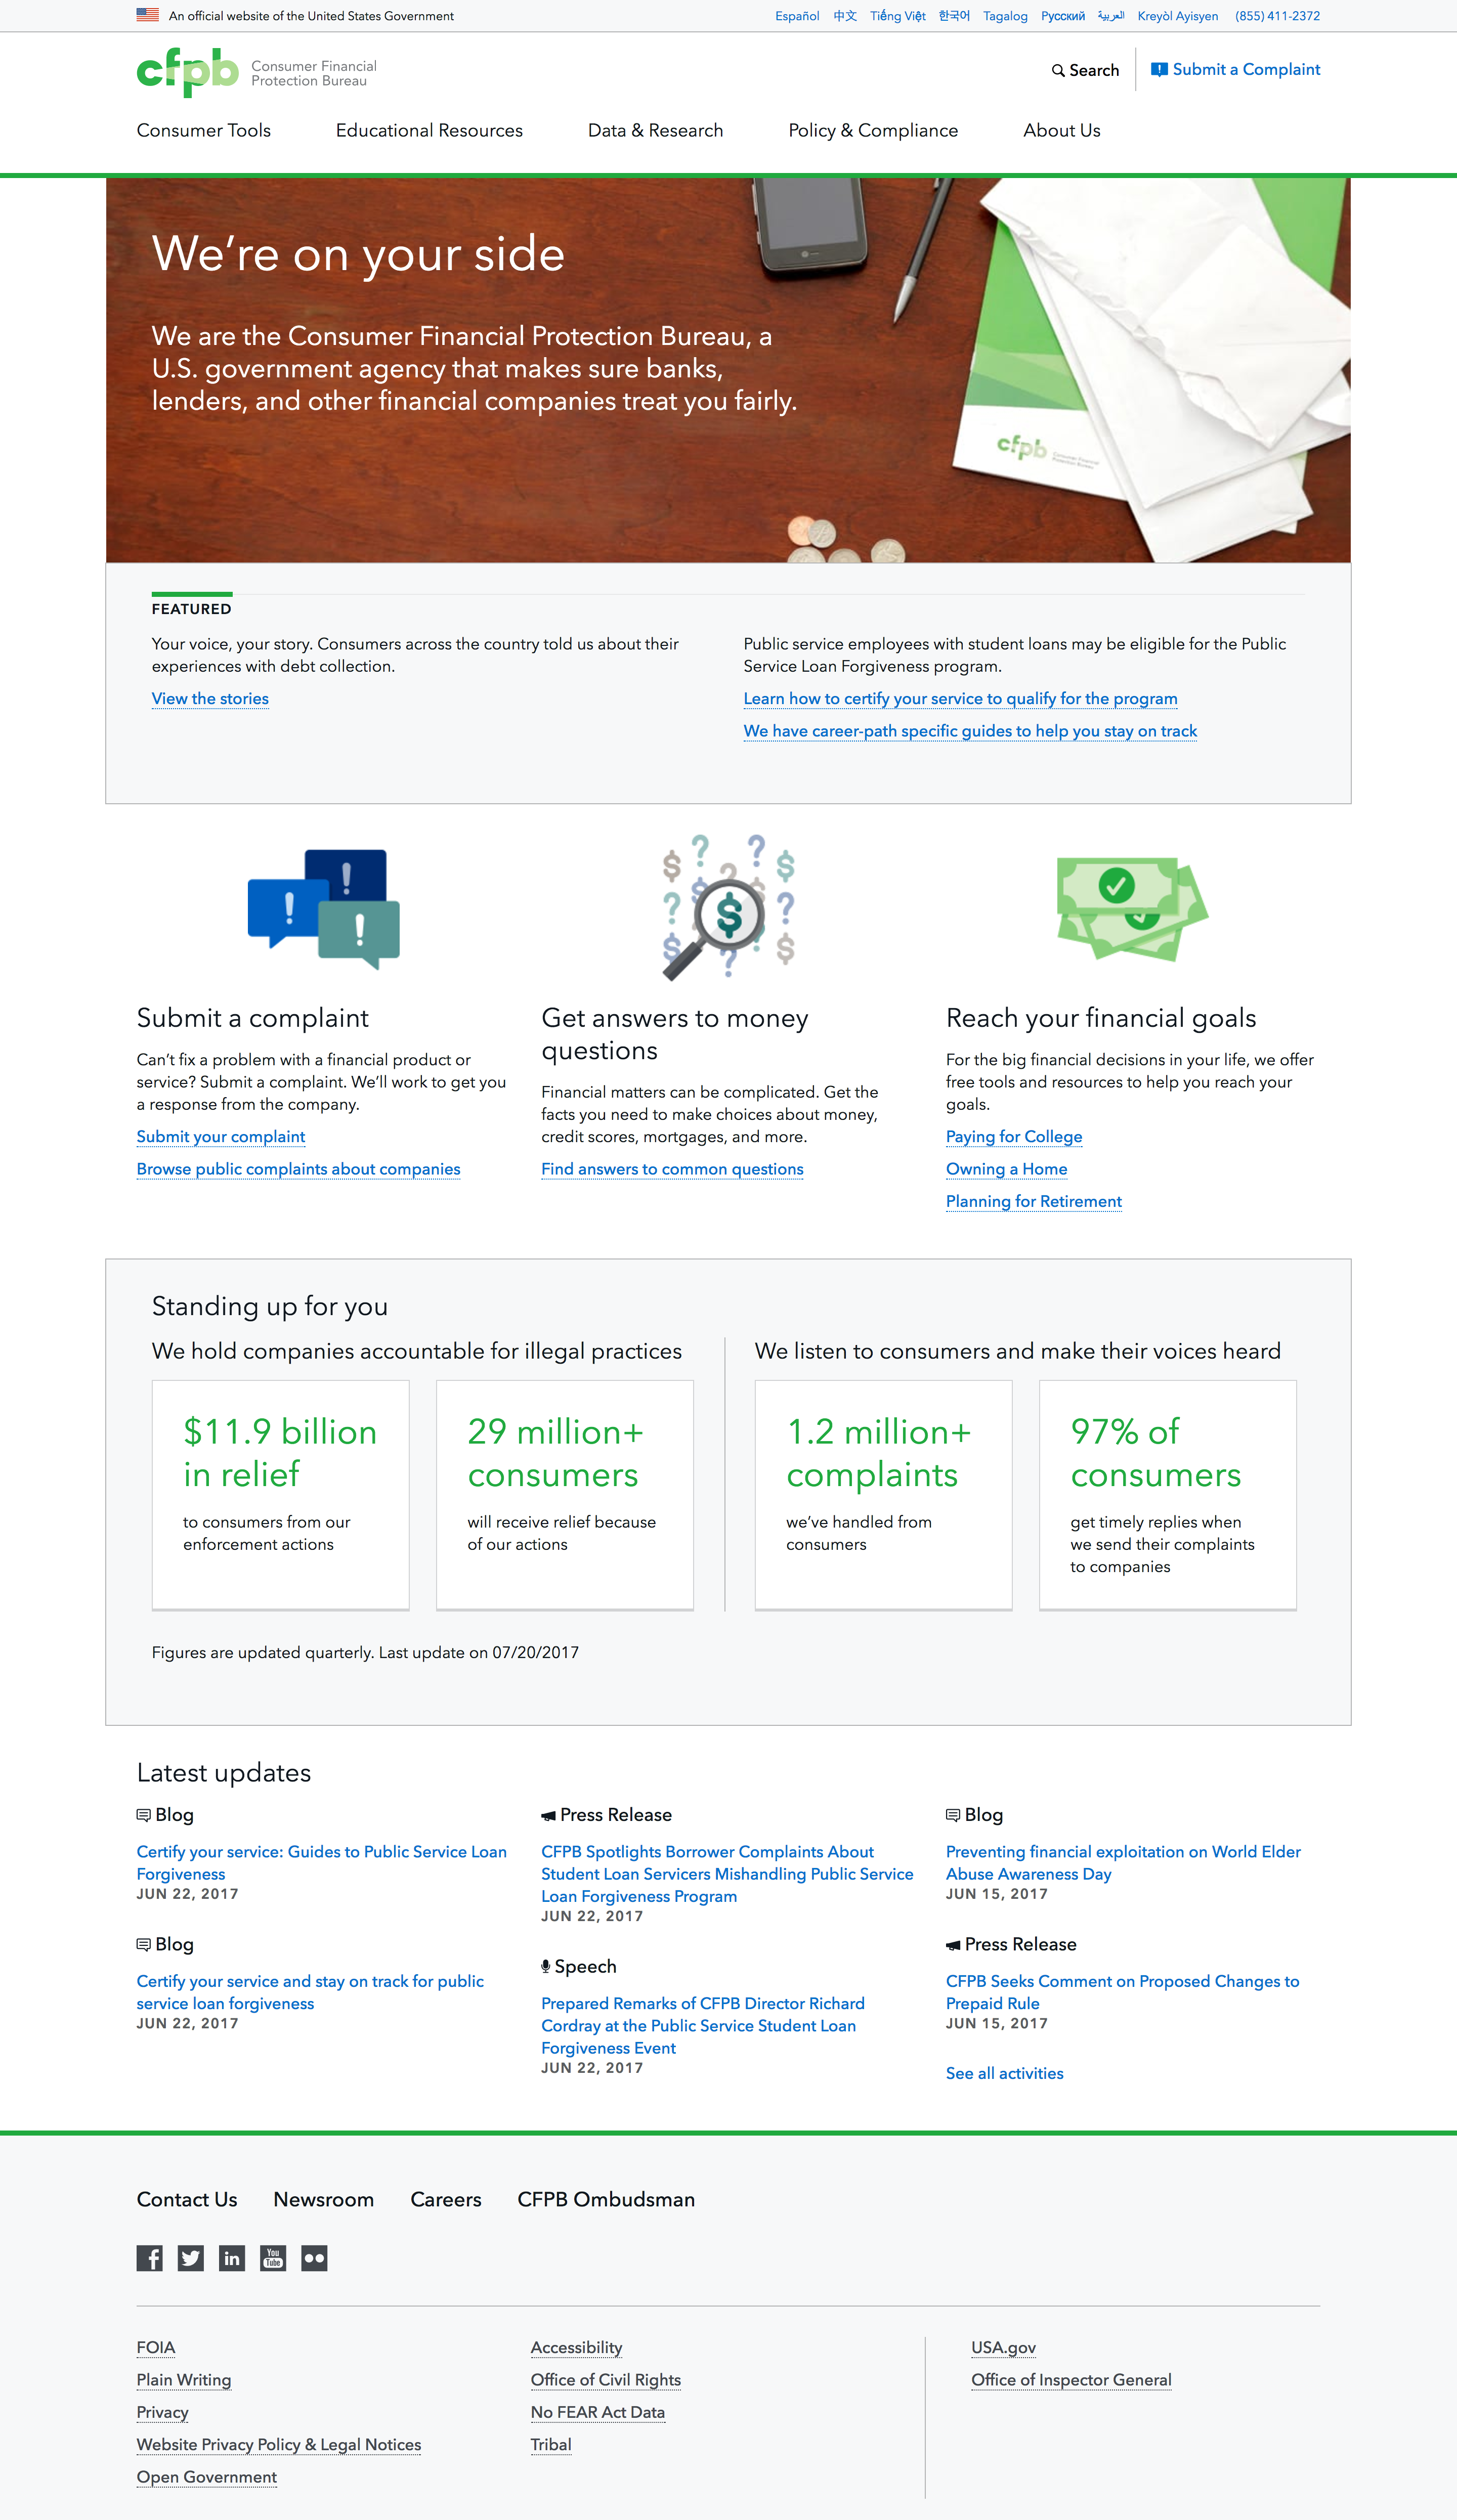 An official website of the United States Government
Español 中文 Tiếng Việt 한국어 Tagalog Pусский العربية Kreyòl Ayisyen (855) 411-2372
cfpb Consumer Financial
Protection Bureau
Search
Submit a Complaint
Consumer Tools Educational Resources Data & Research Policy & Compliance About Us
We're on your side
We are the Consumer Financial Protection Bureau, a
U.S. government agency that makes sure banks,
lenders, and other financial companies treat you fairly.
cfpb Consumer Financial
Protection Bureau
FEATURED
Your voice, your story. Consumers across the country told us about their
experiences with debt collection.
View the stories
Public service employees with student loans may be eligible for the Public
Service Loan Forgiveness program.
Learn how to certify your service to qualify for the program
We have career-path specific guides to help you stay on track
Submit a complaint
Can't fix a problem with a financial product or
service? Submit a complaint. We'll work to get you
a response from the company.
Submit your complaint
Browse public complaints about companies
Get answers to money
questions
Financial matters can be complicated. Get the
facts you need to make choices about money,
credit scores, mortgages, and more.
Find answers to common questions
Reach your financial goals
For the big financial decisions in your life, we offer
free tools and resources to help you reach your
goals.
Paying for College
Owning a Home
Planning for Retirement
Standing up for you
We hold companies accountable for illegal practices
$11.9 billion
in relief
to consumers from our
enforcement actions
29 million+
consumers
will receive relief because
of our actions
We listen to consumers and make their voices heard
1.2 million+
complaints
we've handled from
consumers
97% of
consumers
get timely replies when
we send their complaints
to companies
Figures are updated quarterly. Last update on 07/20/2017
Latest updates
Blog
Certify your service: Guides to Public Service Loan
Forgiveness
JUN 22, 2017
Blog
Certify your service and stay on track for public
service loan forgiveness
JUN 22, 2017
Press Release
CFPB Spotlights Borrower Complaints About
Student Loan Servicers Mishandling Public Service
Loan Forgiveness Program
JUN 22, 2017
Speech
Prepared Remarks of CFPB Director Richard
Cordray at the Public Service Student Loan
Forgiveness Event
JUN 22, 2017
Blog
Preventing financial exploitation on World Elder
Abuse Awareness Day
JUN 15, 2017
Press Release
CFPB Seeks Comment on Proposed Changes to
Prepaid Rule
JUN 15, 2017
See all activities
Contact Us Newsroom Careers CFPB Ombudsman
f in You
Tube
FOIA
Plain Writing
Privacy
Website Privacy Policy & Legal Notices
Open Government
Accessibility
Office of Civil Rights
No FEAR Act Data
Tribal
USA.gov
Office of Inspector General